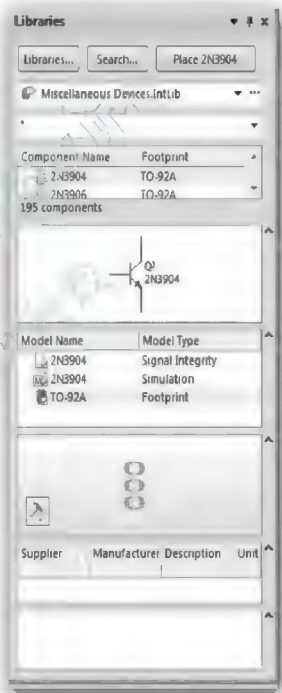 Libraries
Libraries... Search... Place 2N3904
Miscellaneous Devices.IntLib
*
Component Name Footprint
2N3904 TO-92A
2N3906 TO-92A
195 components
Q?
2N3904
Model Name Model Type
2N3904 Signal Integrity
2N3904 Simulation
TO-92A Footprint
Supplier Manufacturer Description Unit